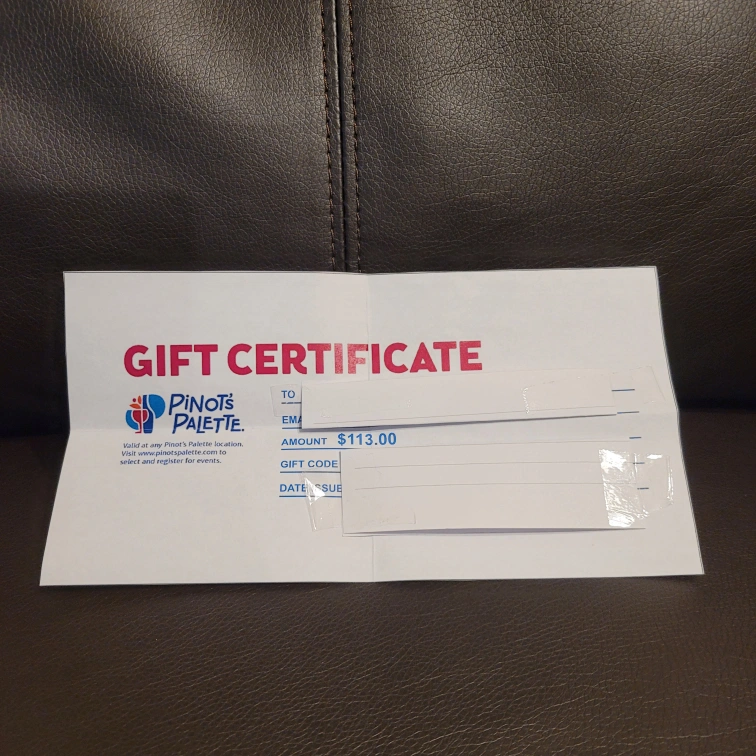 GIFT CERTIFICATE
PiNOT'S
PALETTE.
Valid at any Pinot's Palette location.
Visit www.pinotspalette.com to
select and register for events.
TO
EMA
AMOUNT $113.00
GIFT CODE
DATE ISSUE